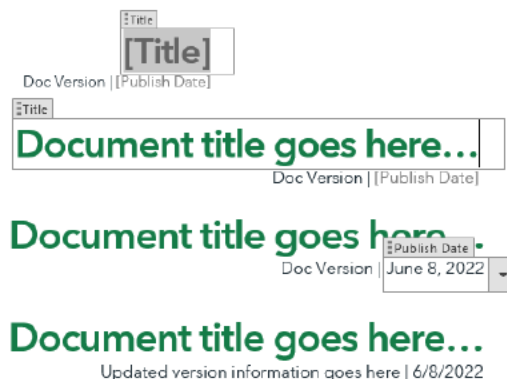 Title
[Title]
Doc Version | [Publish Date]
Title
Document title goes here...
Doc Version | [Publish Date]
Document title goes here...
Publish Date
Doc Version | June 8, 2022
Document title goes here...
Updated version information goes here | 6/8/2022